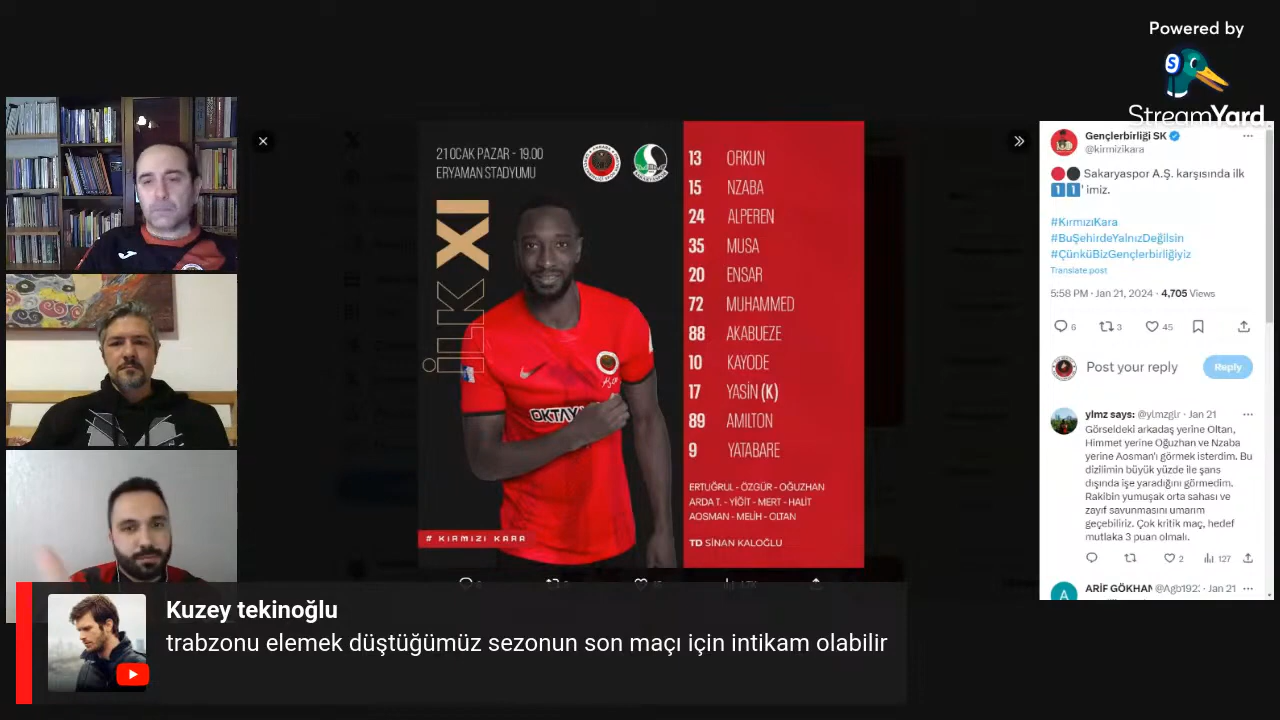 Powered by
StreamYard
21 OCAK PAZAR - 19.00
ERYAMAN STADYUMU
İLK XI
13 ORKUN
15 NZABA
24 ALPEREN
35 MUSA
20 ENSAR
72 MUHAMMED
88 AKABUEZE
10 KAYODE
17 YASİN (K)
89 AMILTON
9 YATABARE
ERTUĞRUL - ÖZGÜR - OĞUZHAN
ARDA T. - YİĞİT - MERT - HALİT
AOSMAN - MELİH - OLTAN
TD SİNAN KALOĞLU
# KIRMIZI KARA
Gençlerbirliği SK
@kirmizikara
Sakaryaspor A.Ş. karşısında ilk
11' imiz.
#KırmızıKara
#BuŞehirdeYalnızDeğilsin
#ÇünküBizGençlerbirliğiyiz
Translate post
5:58 PM · Jan 21, 2024 · 4,705 Views
6 3 45
Post your reply Reply
ylmz says: @ylmzglr · Jan 21
Görseldeki arkadaş yerine Oltan,
Himmet yerine Oğuzhan ve Nzaba
yerine Aosman'ı görmek isterdim. Bu
dizilimin büyük yüzde ile şans
dışında işe yaradığını görmedim.
Rakibin yumuşak orta sahası ve
zayıf savunmasını umarım
geçebiliriz. Çok kritik maç, hedef
mutlaka 3 puan olmalı.
2 127
A ARİF GÖKHAN @Agb192: · Jan 21
Kuzey tekinoğlu
trabzonu elemek düştüğümüz sezonun son maçı için intikam olabilir